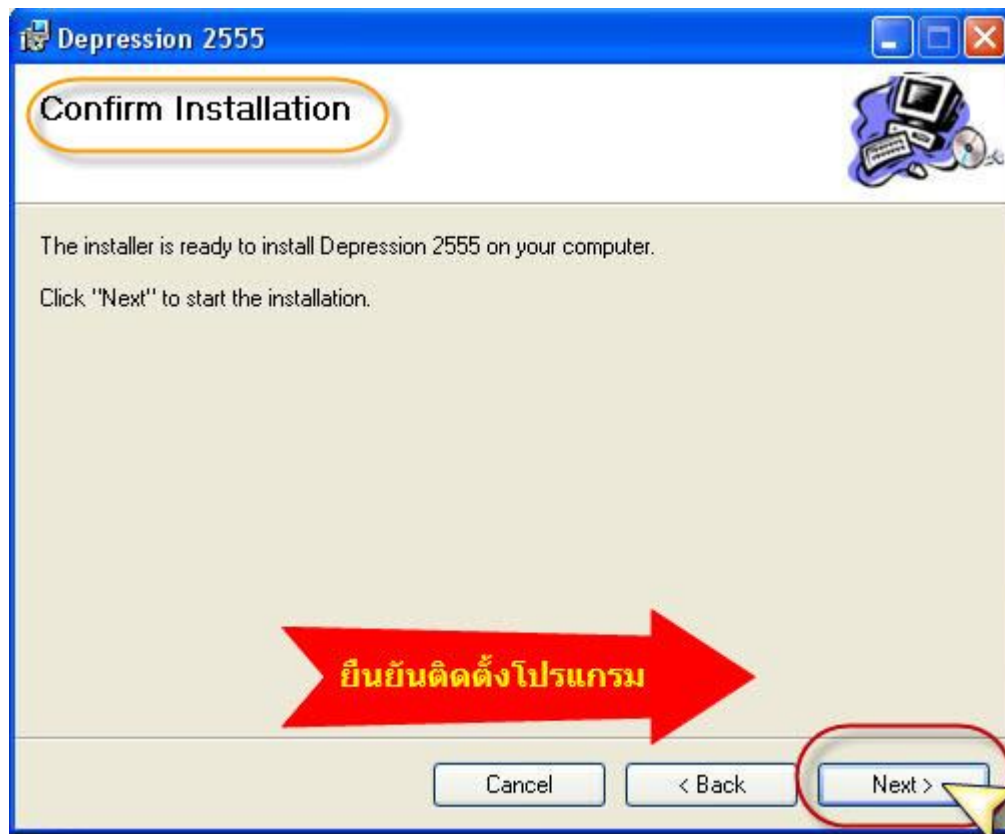 Depression 2555
Confirm Installation
The installer is ready to install Depression 2555 on your computer.
Click "Next" to start the installation.
ยืนยันติดตั้งโปรแกรม
Cancel
< Back
Next >